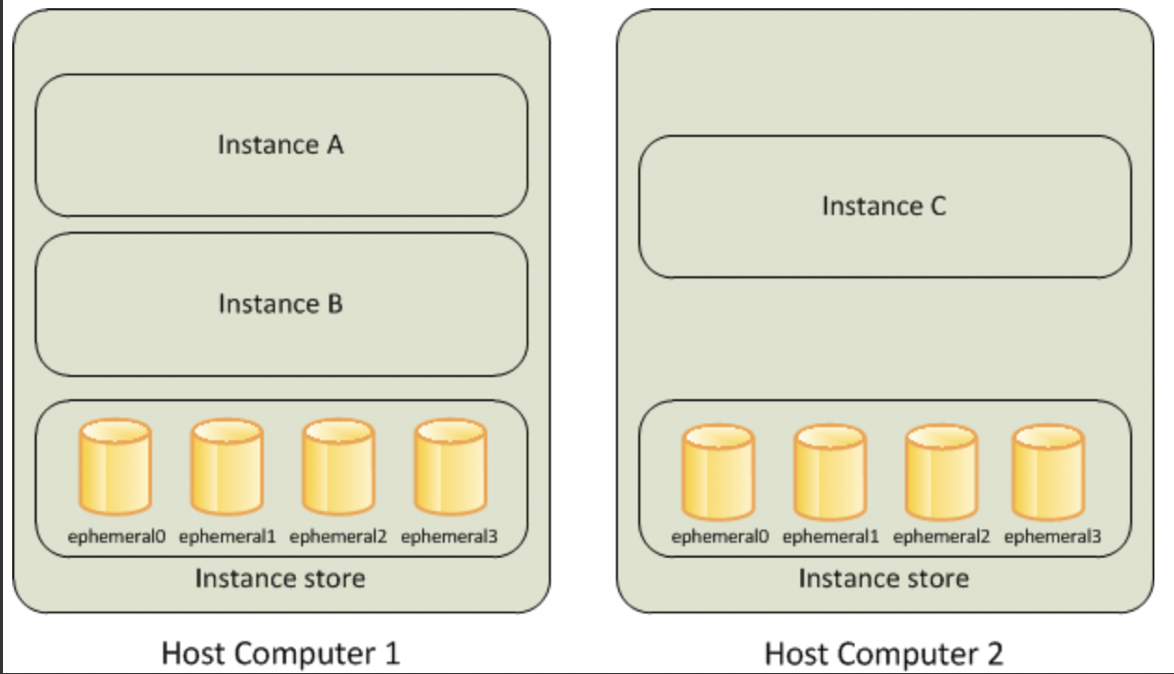 Instance A
Instance B
ephemeral0 ephemeral1 ephemeral2 ephemeral3
Instance store
Host Computer 1
Instance C
ephemeral0 ephemeral1 ephemeral2 ephemeral3
Instance store
Host Computer 2